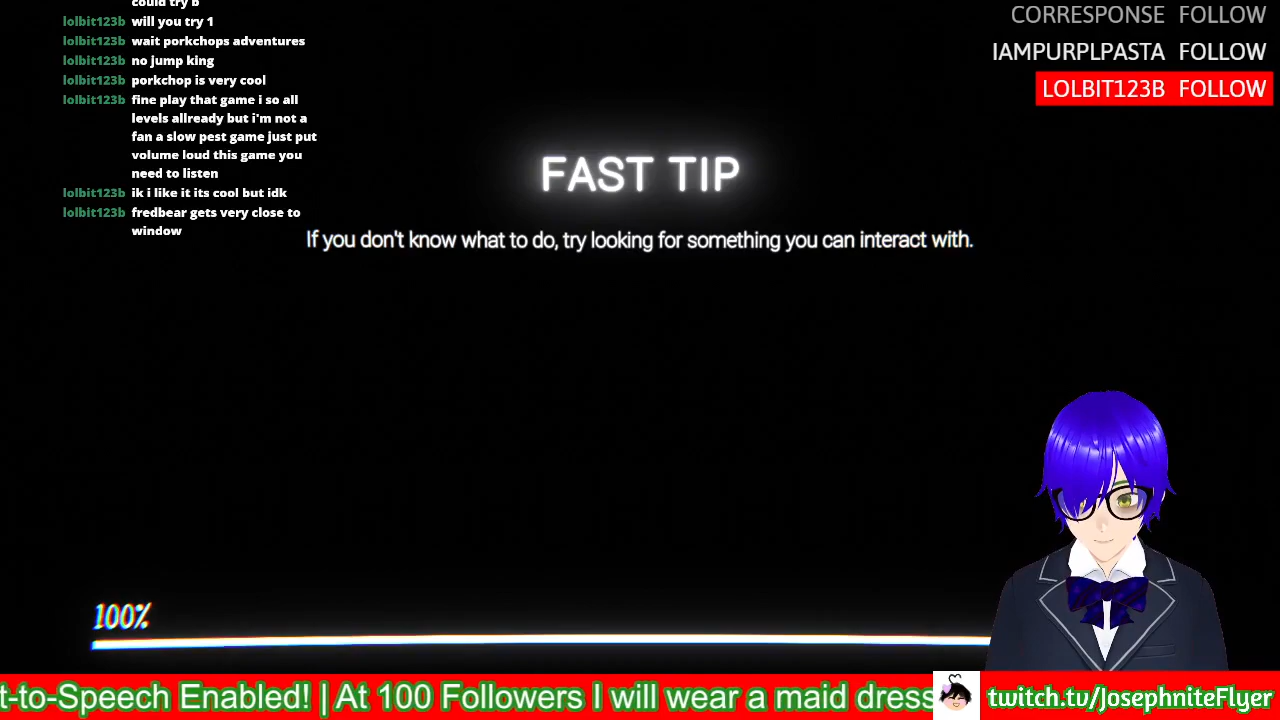 could try b
lolbit123b will you try 1
lolbit123b wait porkchops adventures
lolbit123b no jump king
lolbit123b porkchop is very cool
lolbit123b fine play that game i so all
levels allready but i'm not a
fan a slow pest game just put
volume loud this game you
need to listen
lolbit123b ik i like it its cool but idk
lolbit123b fredbear gets very close to
window
CORRESPONSE FOLLOW
IAMPURPLPASTA FOLLOW
LOLBIT123B FOLLOW
FAST TIP
If you don't know what to do, try looking for something you can interact with.
100%
t-to-Speech Enabled! | At 100 Followers I will wear a maid dress
twitch.tv/JosephniteFlyer